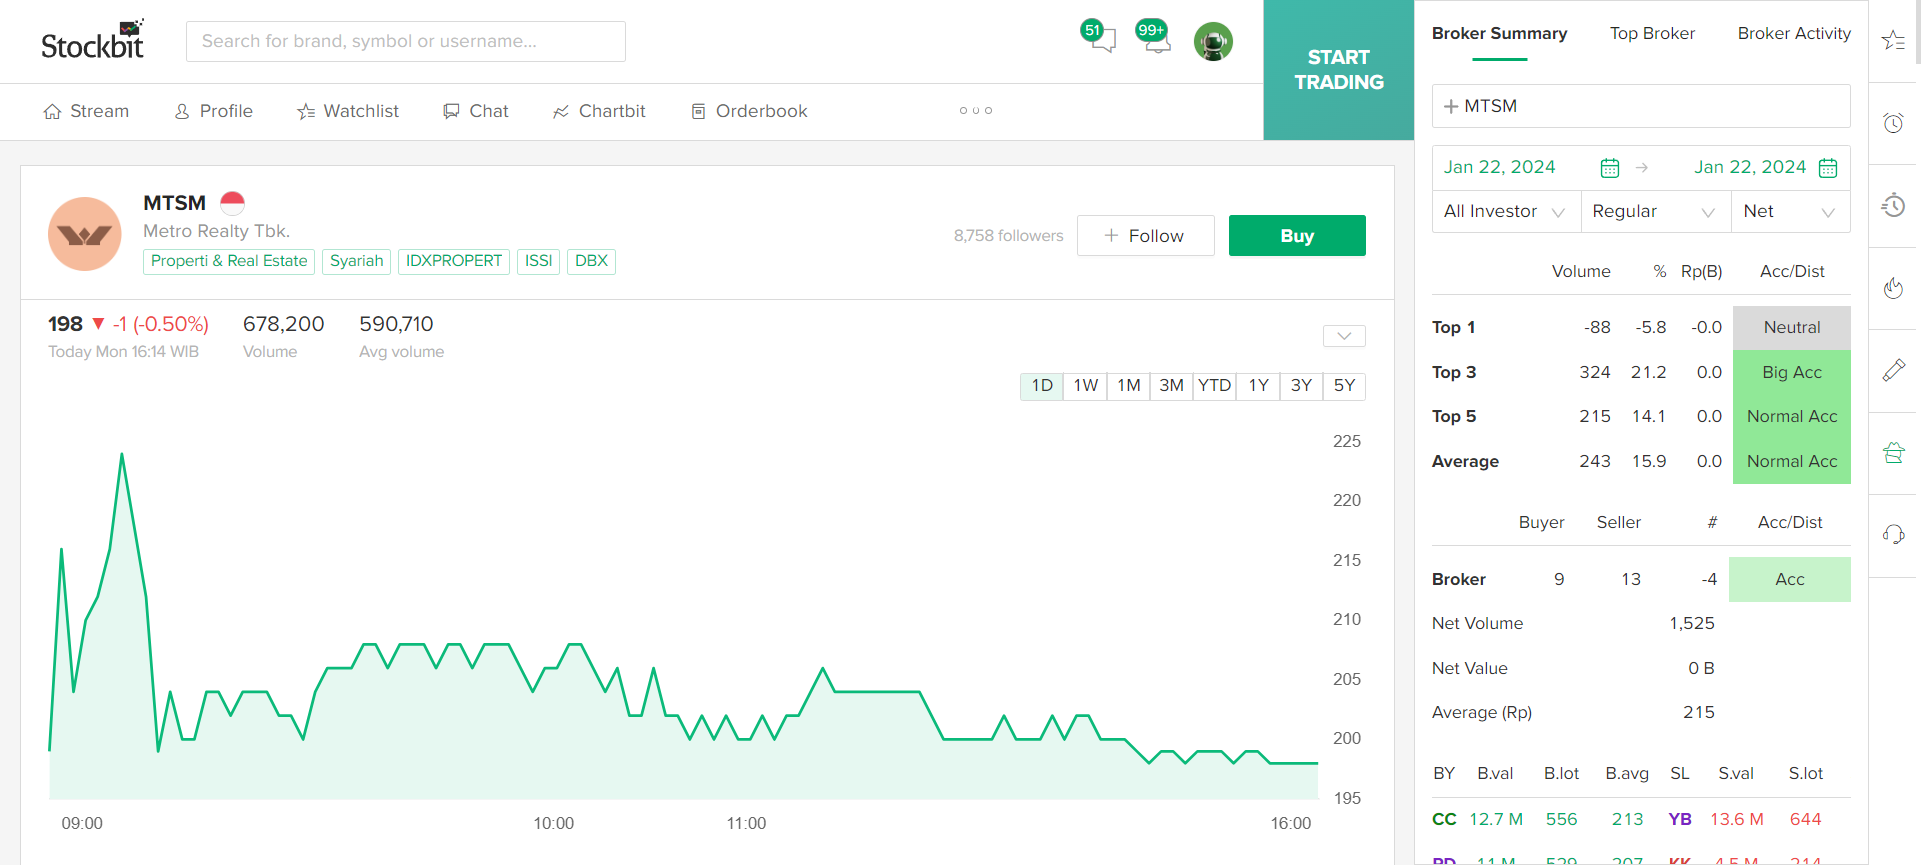 Stockbit
Search for brand, symbol or username...
51
99+
START
TRADING
Stream
Profile
Watchlist
Chat
Chartbit
Orderbook
MTSM
Metro Realty Tbk.
Properti & Real Estate
Syariah
IDXPROPERT
ISSI
DBX
8,758 followers
+ Follow
Buy
198 ▼ -1 (-0.50%)
678,200
590,710
Today Mon 16:14 WIB
Volume
Avg volume
1D 1W 1M 3M YTD 1Y 3Y 5Y
225
220
215
210
205
200
195
09:00 10:00 11:00 16:00
Broker Summary Top Broker Broker Activity
+ MTSM
Jan 22, 2024 → Jan 22, 2024
All Investor Regular Net
Volume % Rp(B) Acc/Dist
Top 1 -88 -5.8 -0.0 Neutral
Top 3 324 21.2 0.0 Big Acc
Top 5 215 14.1 0.0 Normal Acc
Average 243 15.9 0.0 Normal Acc
Buyer Seller # Acc/Dist
Broker 9 13 -4 Acc
Net Volume 1,525
Net Value 0 B
Average (Rp) 215
BY B.val B.lot B.avg SL S.val S.lot
CC 12.7 M 556 213 YB 13.6 M 644